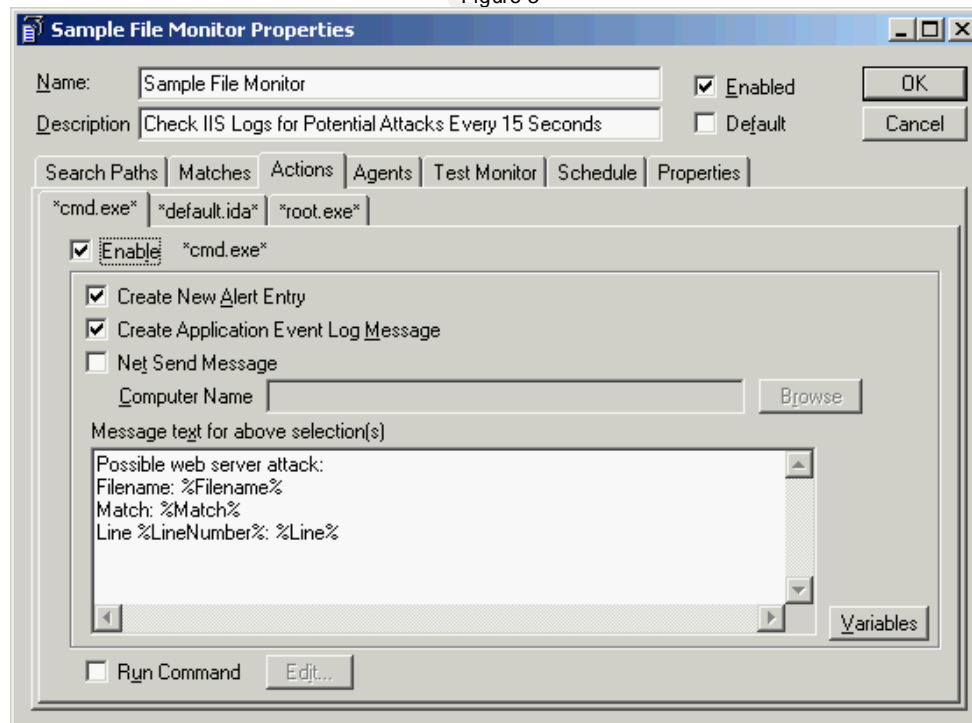 Sample File Monitor Properties
Name: Sample File Monitor Enabled OK
Description Check IIS Logs for Potential Attacks Every 15 Seconds Default Cancel
Search Paths Matches Actions Agents Test Monitor Schedule Properties
*cmd.exe* *default.ida* *root.exe*
Enable *cmd.exe*
Create New Alert Entry
Create Application Event Log Message
Net Send Message
Computer Name Browse
Message text for above selection(s)
Possible web server attack:
Filename: %Filename%
Match: %Match%
Line %LineNumber%: %Line%
Variables
Run Command Edit...